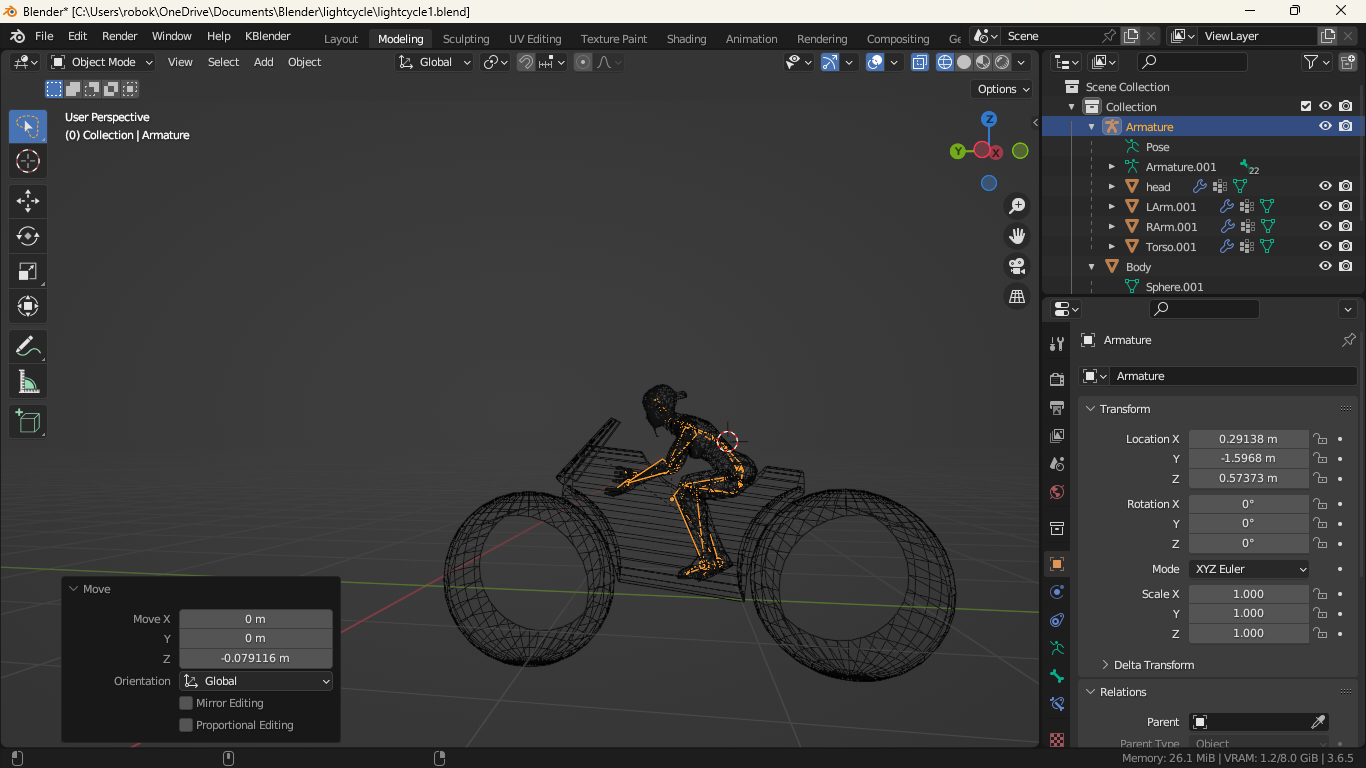 Blender* [C:\Users\robok\OneDrive\Documents\Blender\lightcycle\lightcycle1.blend]
File Edit Render Window Help KBlender
Layout Modeling Sculpting UV Editing Texture Paint Shading Animation Rendering Compositing Ge
Scene
ViewLayer
Object Mode View Select Add Object
Global
Options
User Perspective
(0) Collection | Armature
Z
Y
X
Move
Move X 0 m
Y 0 m
Z -0.079116 m
Orientation Global
Mirror Editing
Proportional Editing
Scene Collection
Collection
Armature
Pose
Armature.001 22
head
LArm.001
RArm.001
Torso.001
Body
Sphere.001
Armature
Armature
Transform
Location X 0.29138 m
Y -1.5968 m
Z 0.57373 m
Rotation X 0°
Y 0°
Z 0°
Mode XYZ Euler
Scale X 1.000
Y 1.000
Z 1.000
Delta Transform
Relations
Parent
Parent Type Object
Memory: 26.1 MiB | VRAM: 1.2/8.0 GiB | 3.6.5